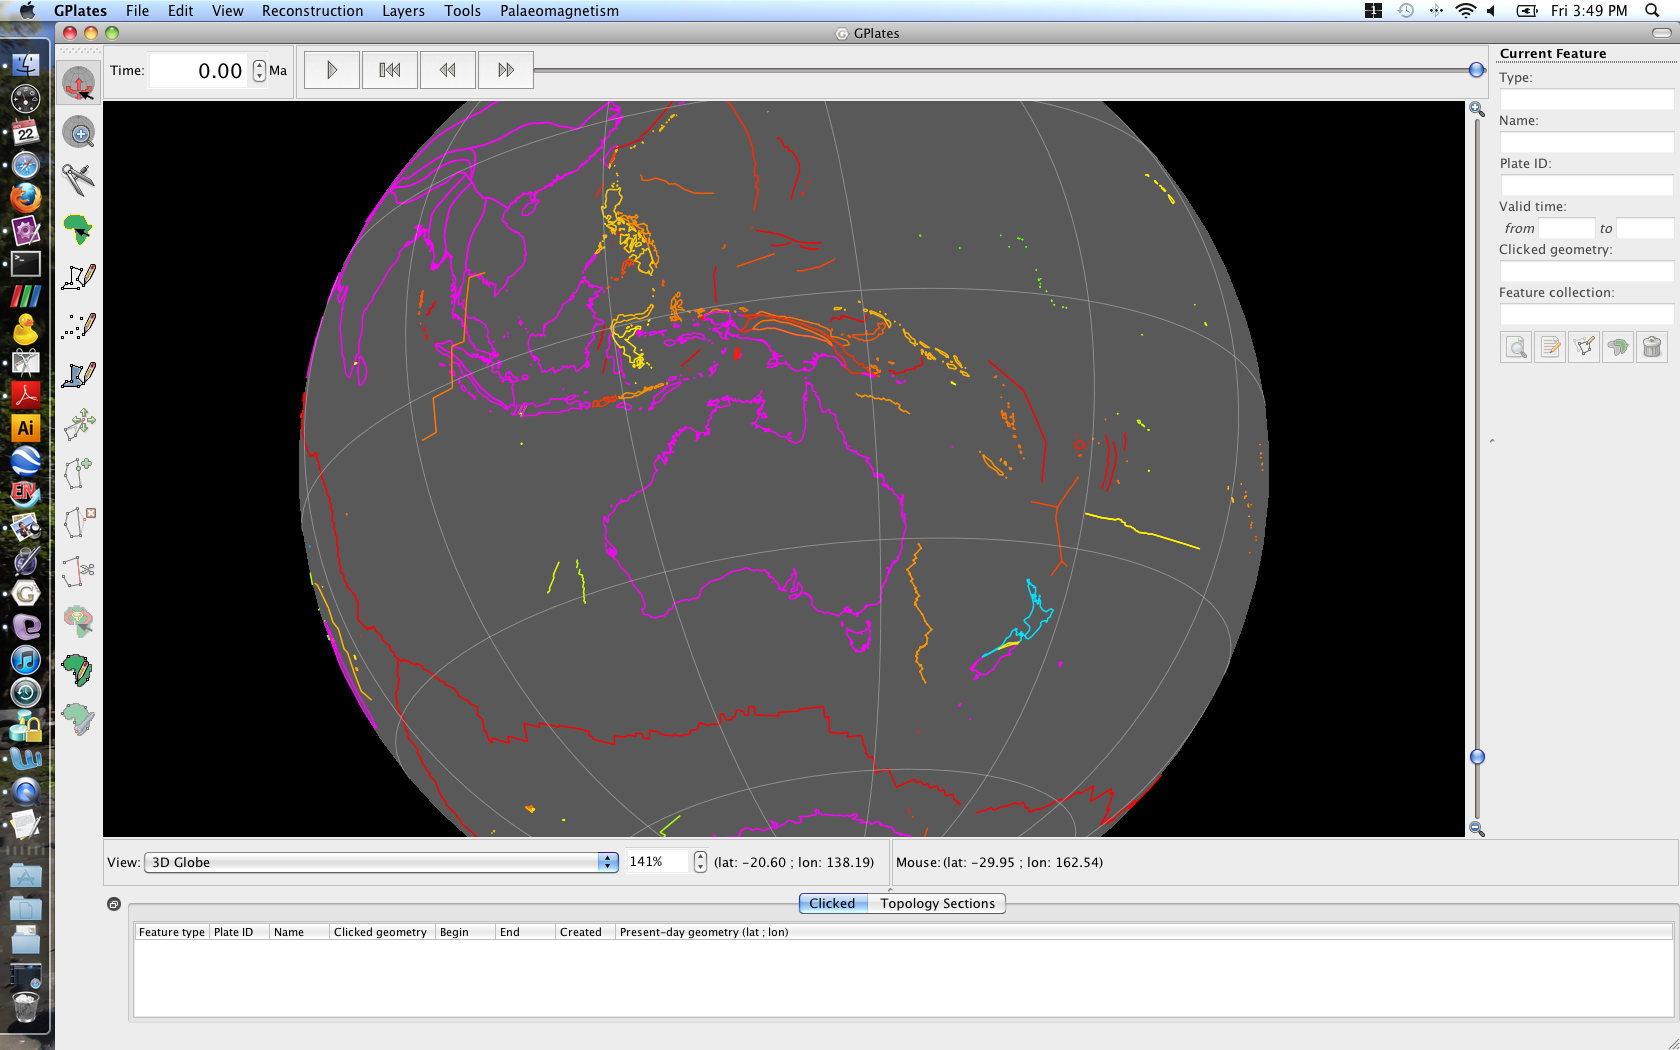 GPlates File Edit View Reconstruction Layers Tools Palaeomagnetism Fri 3:49 PM
GPlates
Time: 0.00 Ma
Current Feature
Type:
Name:
Plate ID:
Valid time:
from to
Clicked geometry:
Feature collection:
22
Ai
EN
View: 3D Globe 141% (lat: -20.60 ; lon: 138.19) Mouse: (lat: -29.95 ; lon: 162.54)
Clicked Topology Sections
Feature type Plate ID Name Clicked geometry Begin End Created Present-day geometry (lat ; lon)